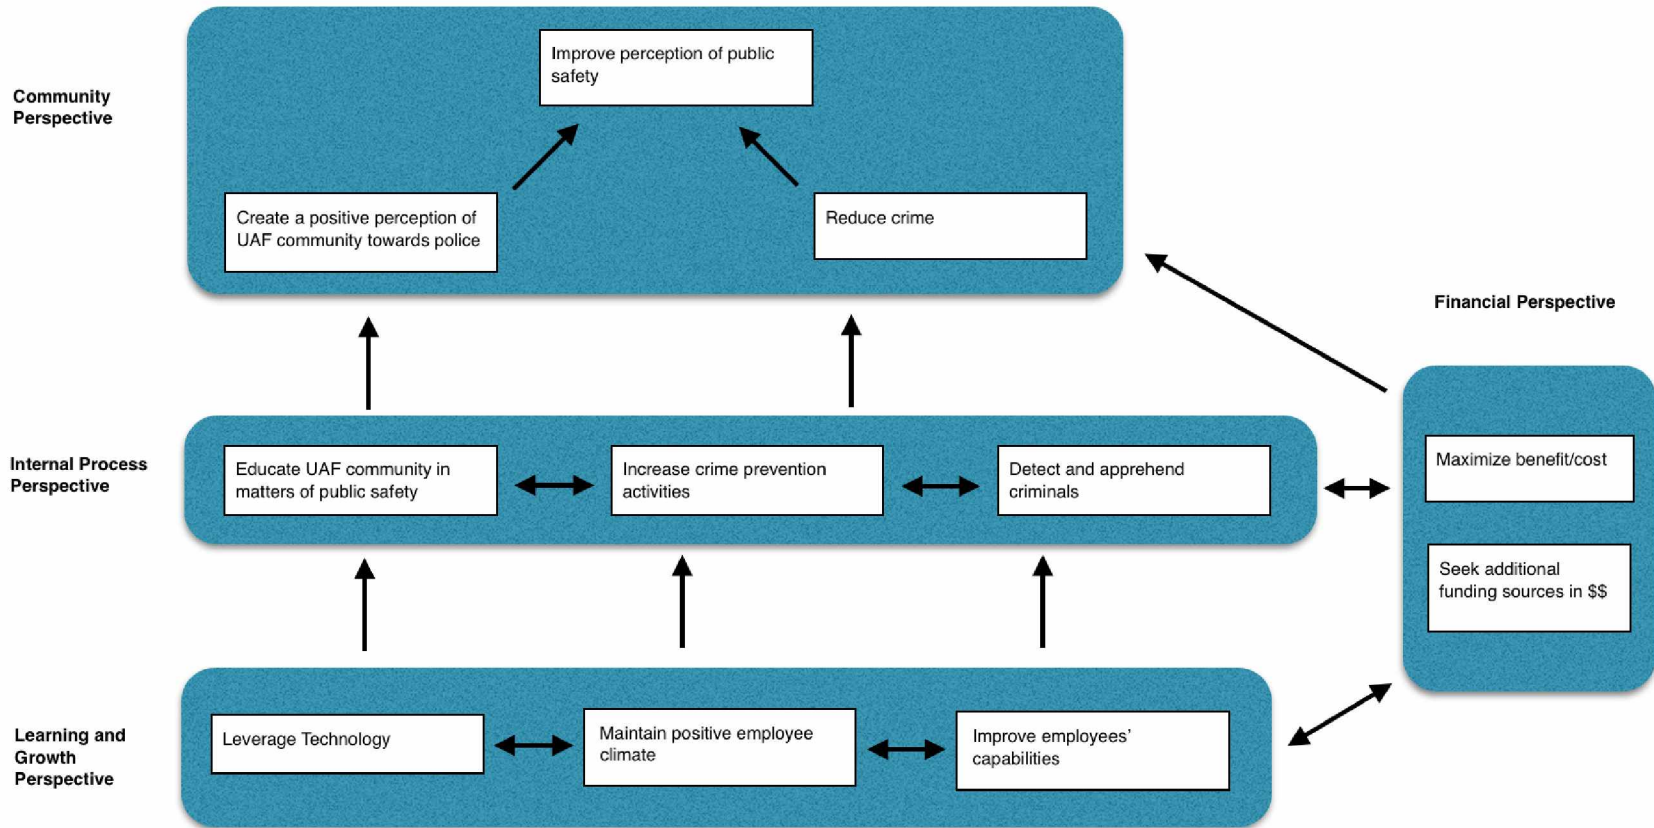 Community
Perspective
Improve perception of public
safety
Create a positive perception of
UAF community towards police
Reduce crime
Financial Perspective
Internal Process
Perspective
Educate UAF community in
matters of public safety
Increase crime prevention
activities
Detect and apprehend
criminals
Maximize benefit/cost
Seek additional
funding sources in $$
Learning and
Growth
Perspective
Leverage Technology
Maintain positive employee
climate
Improve employees'
capabilities